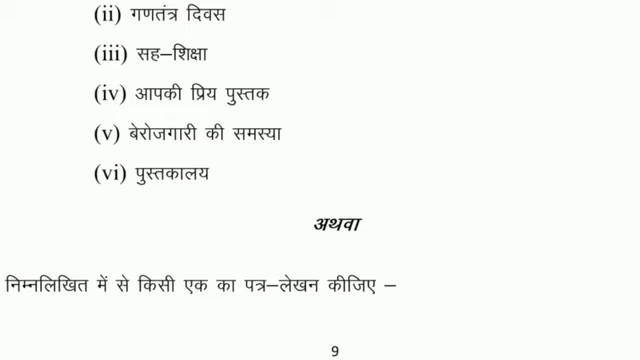 (ii) गणतंत्र दिवस
(iii) सह–शिक्षा
(iv) आपकी प्रिय पुस्तक
(v) बेरोजगारी की समस्या
(vi) पुस्तकालय
अथवा
निम्नलिखित में से किसी एक का पत्र–लेखन कीजिए –
9